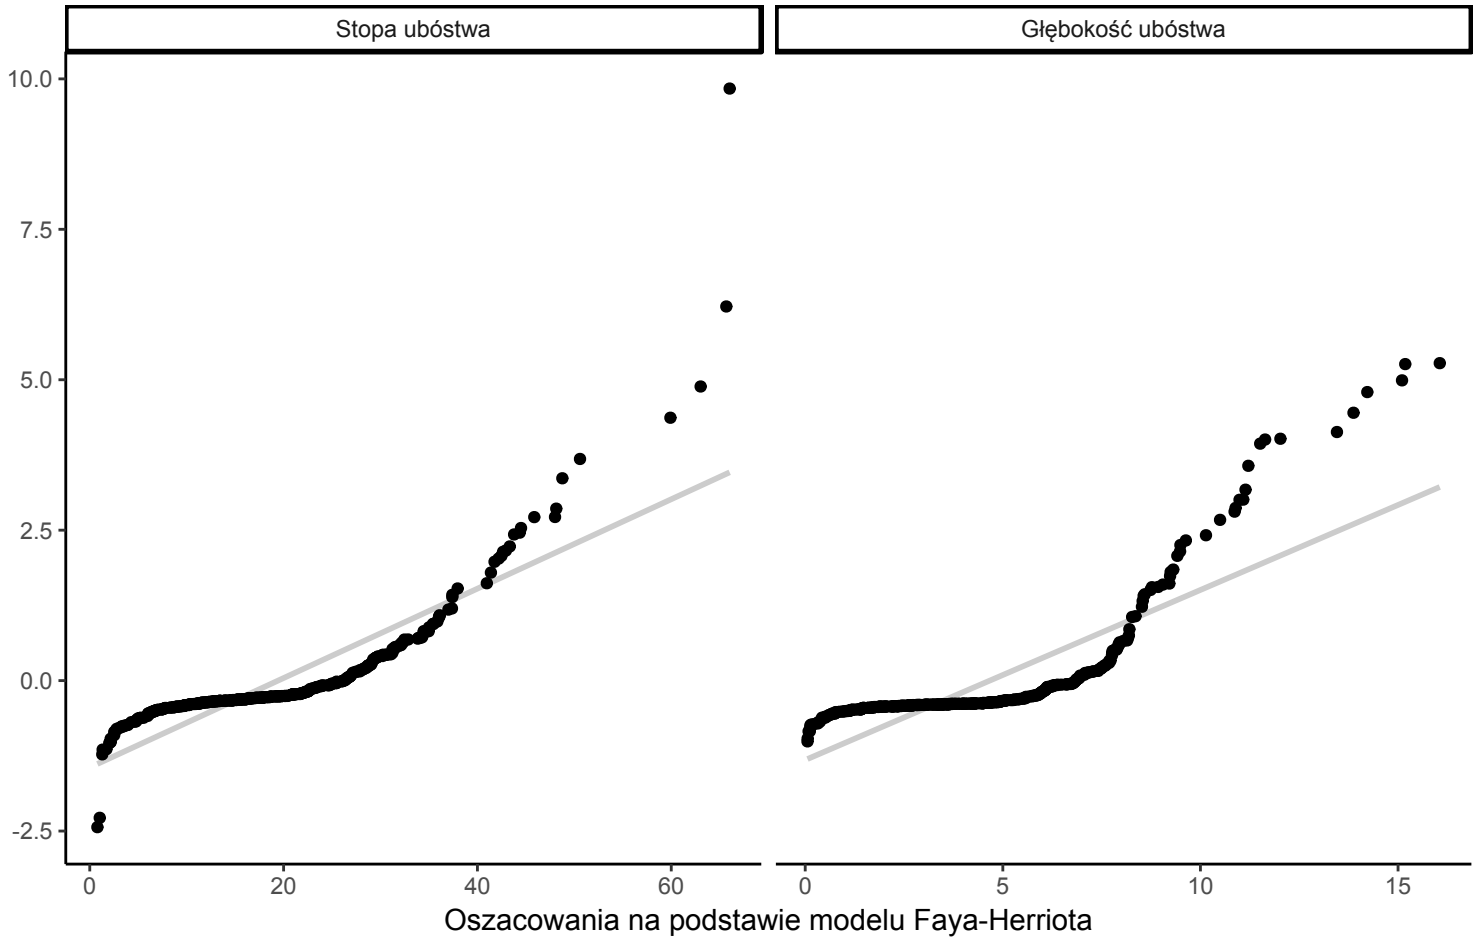 Stopa ubóstwa
Głębokość ubóstwa
10.0
7.5
5.0
2.5
0.0
-2.5
0 20 40 60
0 5 10 15
Oszacowania na podstawie modelu Faya-Herriota